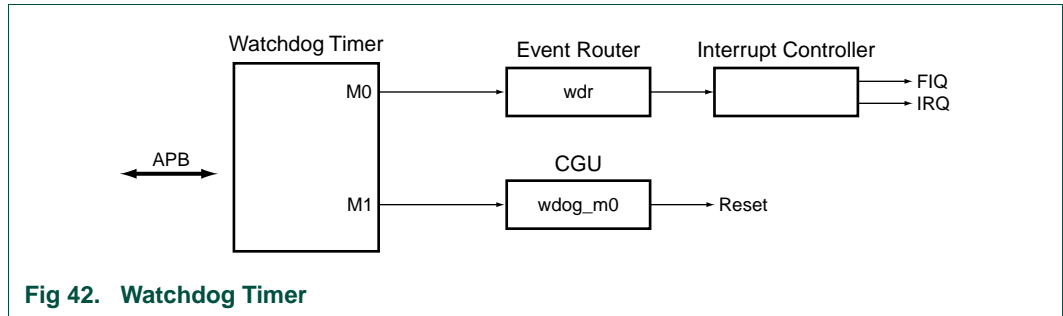 Watchdog Timer
Event Router
Interrupt Controller
M0
wdr
FIQ
IRQ
APB
CGU
M1
wdog_m0
Reset
Fig 42. Watchdog Timer